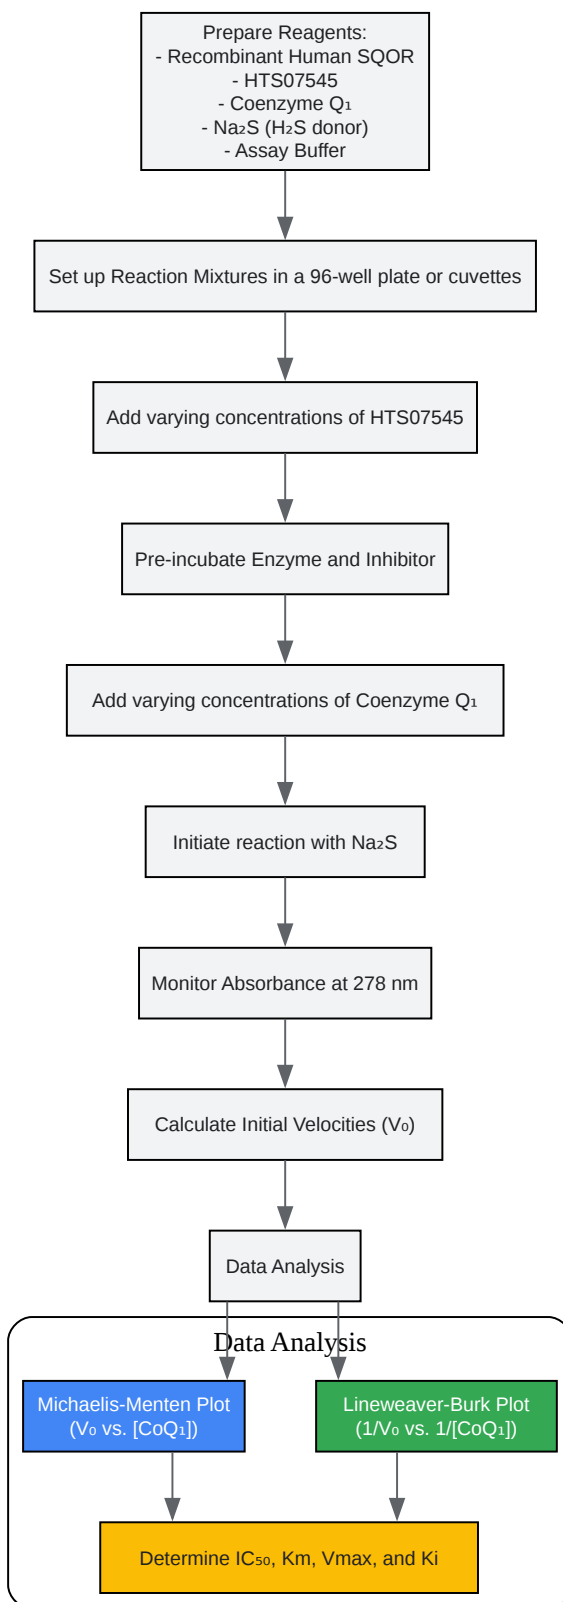 Prepare Reagents:
- Recombinant Human SQOR
- HTS07545
- Coenzyme Q₁
- Na₂S (H₂S donor)
- Assay Buffer
Set up Reaction Mixtures in a 96-well plate or cuvettes
Add varying concentrations of HTS07545
Pre-incubate Enzyme and Inhibitor
Add varying concentrations of Coenzyme Q₁
Initiate reaction with Na₂S
Monitor Absorbance at 278 nm
Calculate Initial Velocities (V₀)
Data Analysis
Data Analysis
Michaelis-Menten Plot
(V₀ vs. [CoQ₁])
Lineweaver-Burk Plot
(1/V₀ vs. 1/[CoQ₁])
Determine IC₅₀, Km, Vmax, and Ki